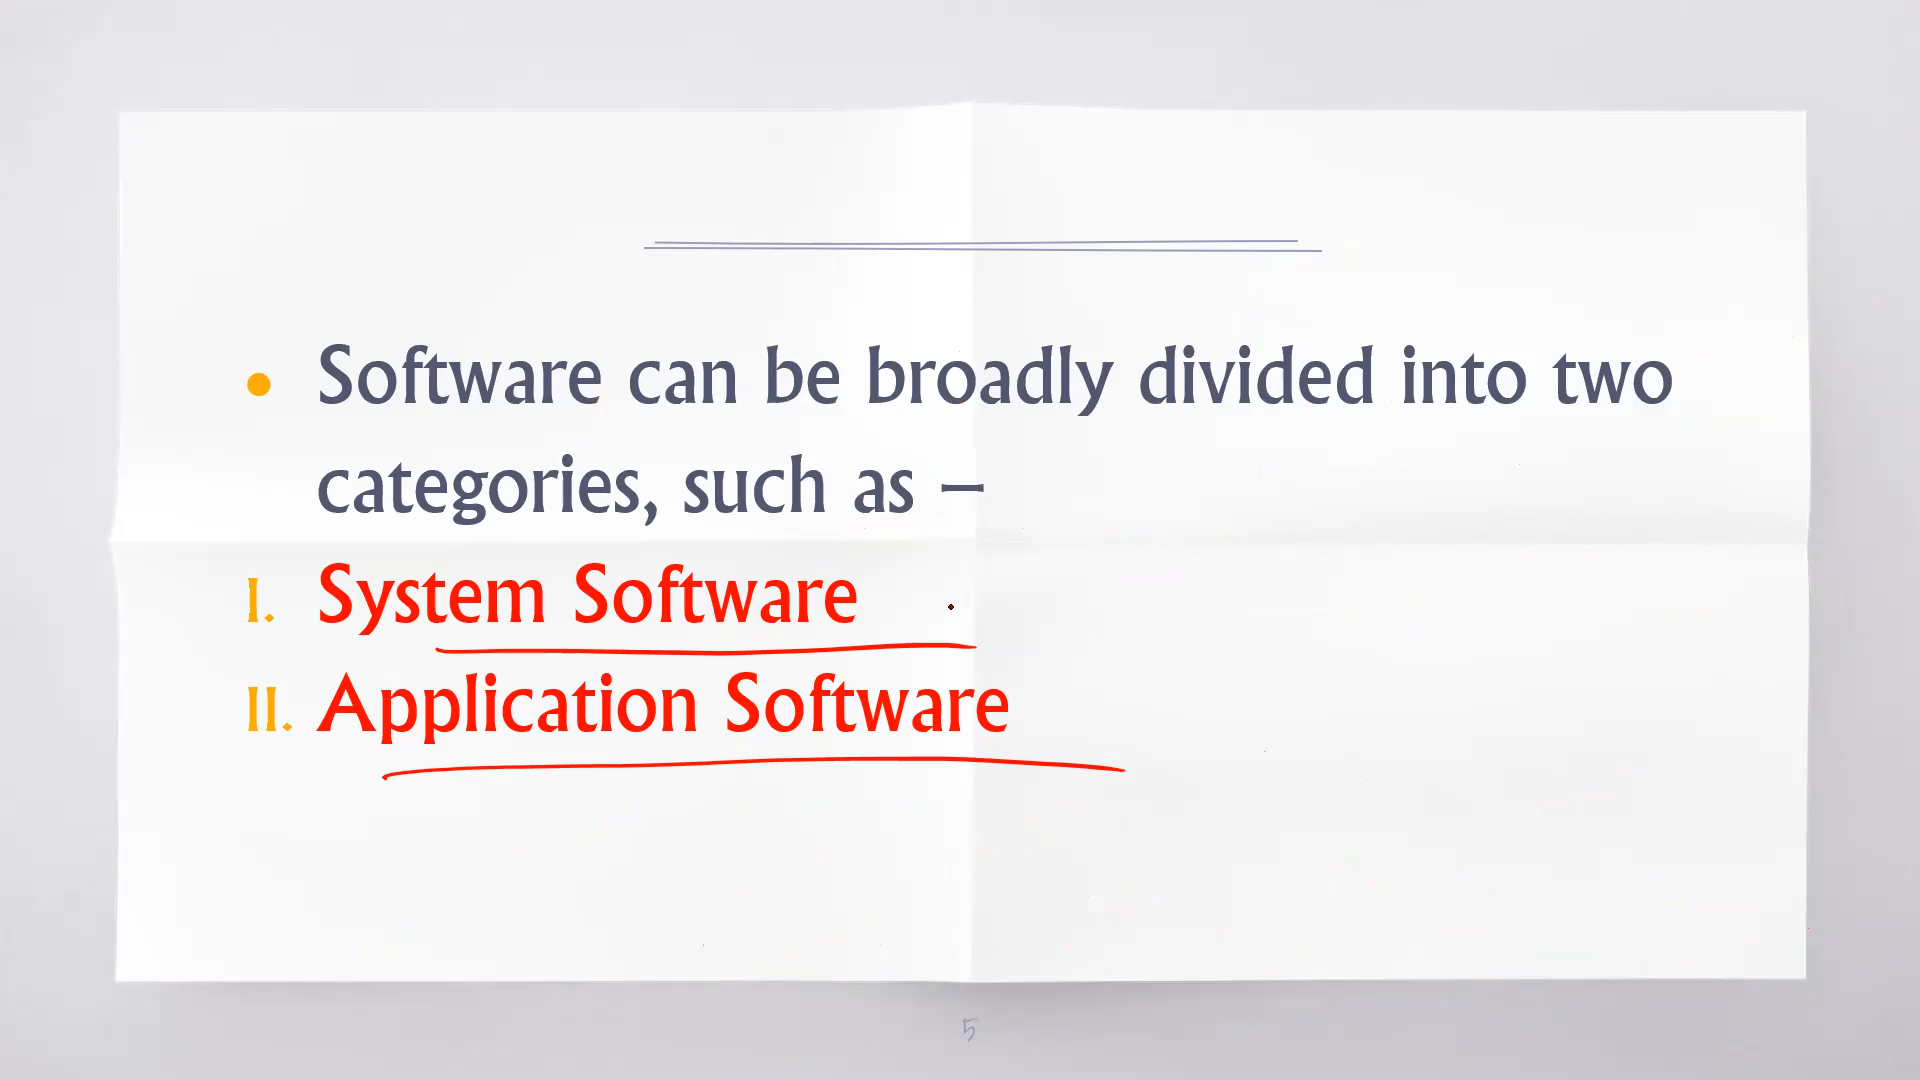 • Software can be broadly divided into two
categories, such as –
I. System Software
II. Application Software
5